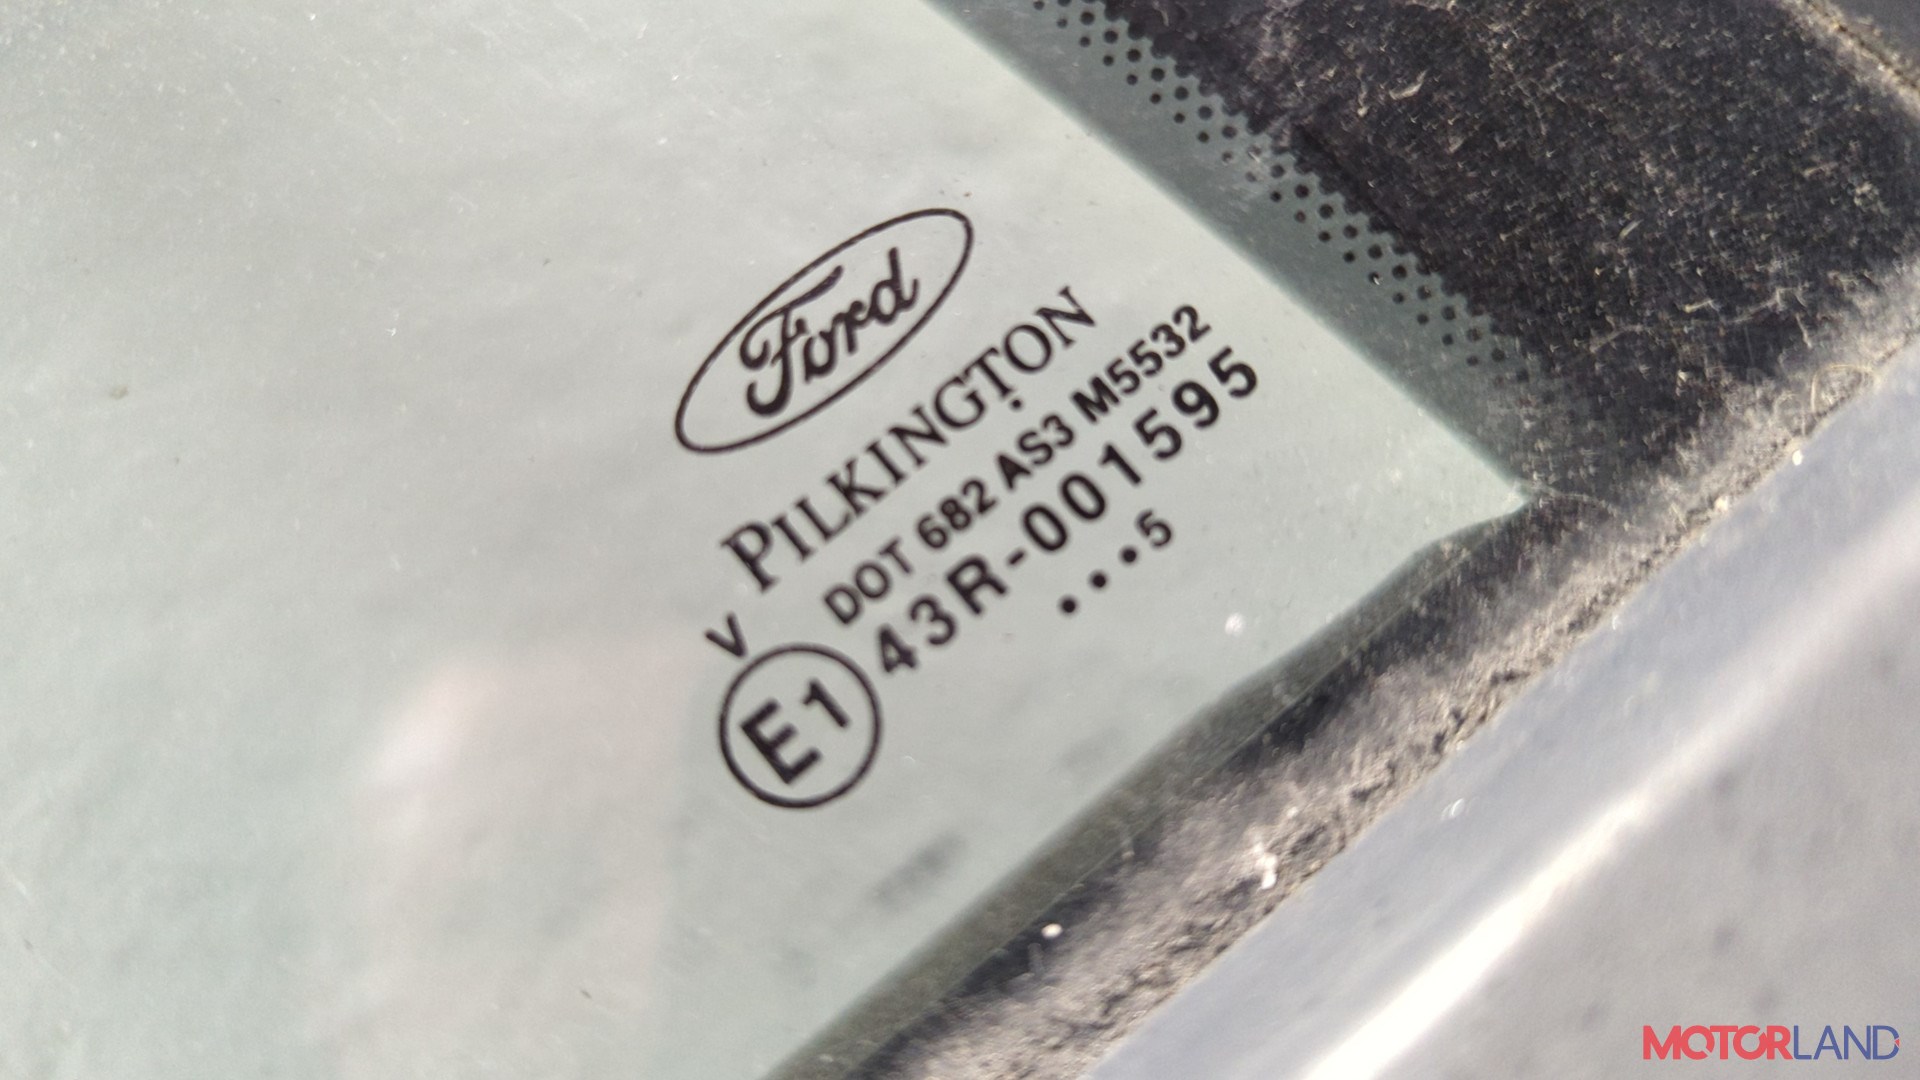 Ford
PILKINGTON
DOT 682 AS3 M5532
V
E1 43R-001595
...5
MOTORLAND